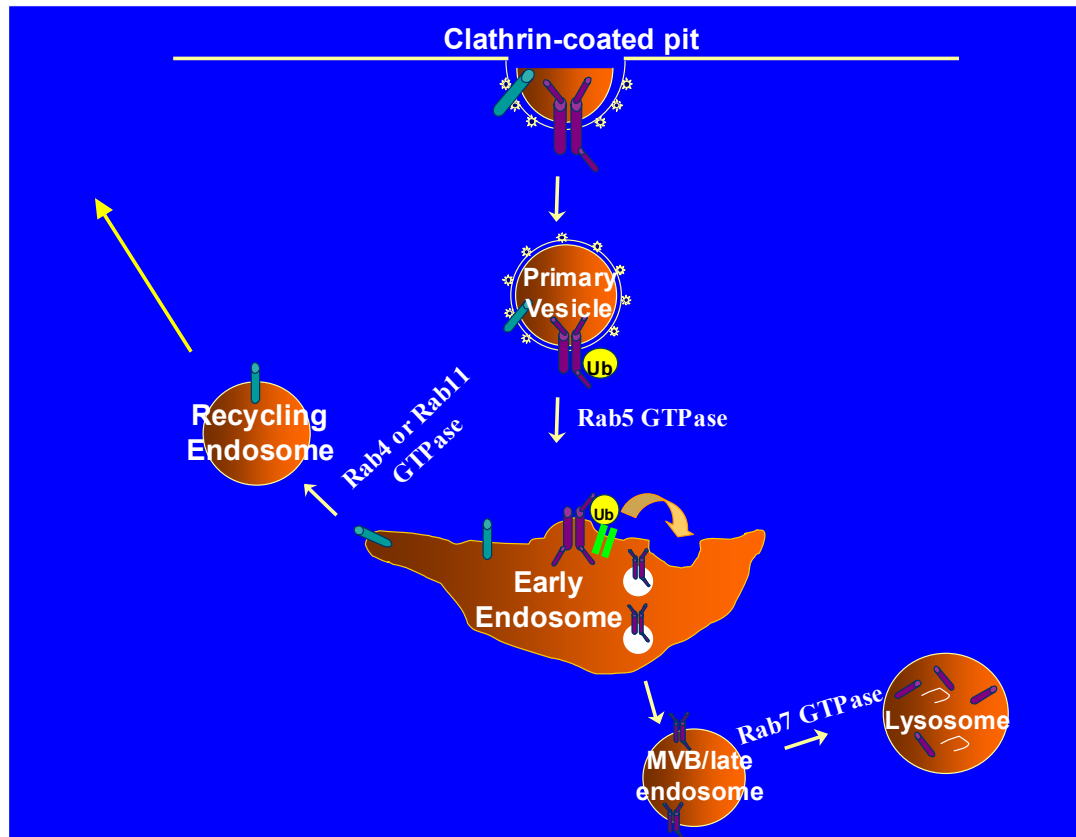 Clathrin-coated pit
Primary
Vesicle
Ub
Rab5 GTPase
Rab4 or Rab11
GTPase
Recycling
Endosome
Ub
Early
Endosome
Rab7 GTPase
Lysosome
MVB/late
endosome